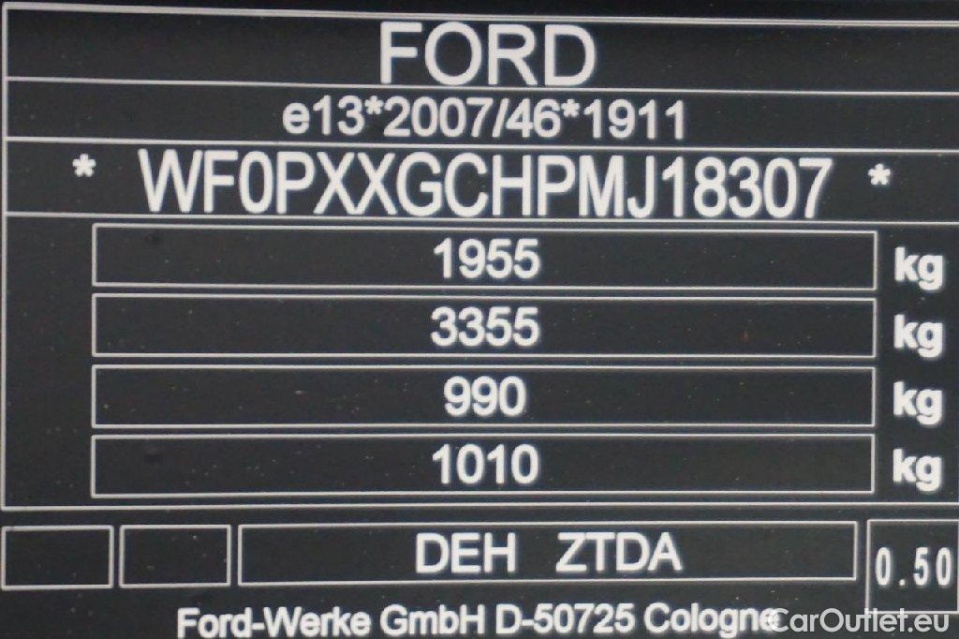 FORD
e13*2007/46*1911
* WF0PXXGCHPMJ18307 *
1955 kg
3355 kg
990 kg
1010 kg
DEH ZTDA 0.50
Ford-Werke GmbH D-50725 Cologne
CarOutlet.eu